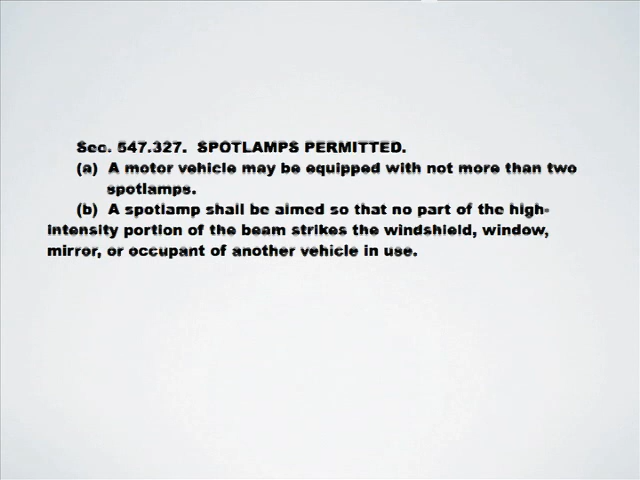 Sec. 547.327. SPOTLAMPS PERMITTED.
(a) A motor vehicle may be equipped with not more than two
spotlamps.
(b) A spotlamp shall be aimed so that no part of the high-
intensity portion of the beam strikes the windshield, window,
mirror, or occupant of another vehicle in use.